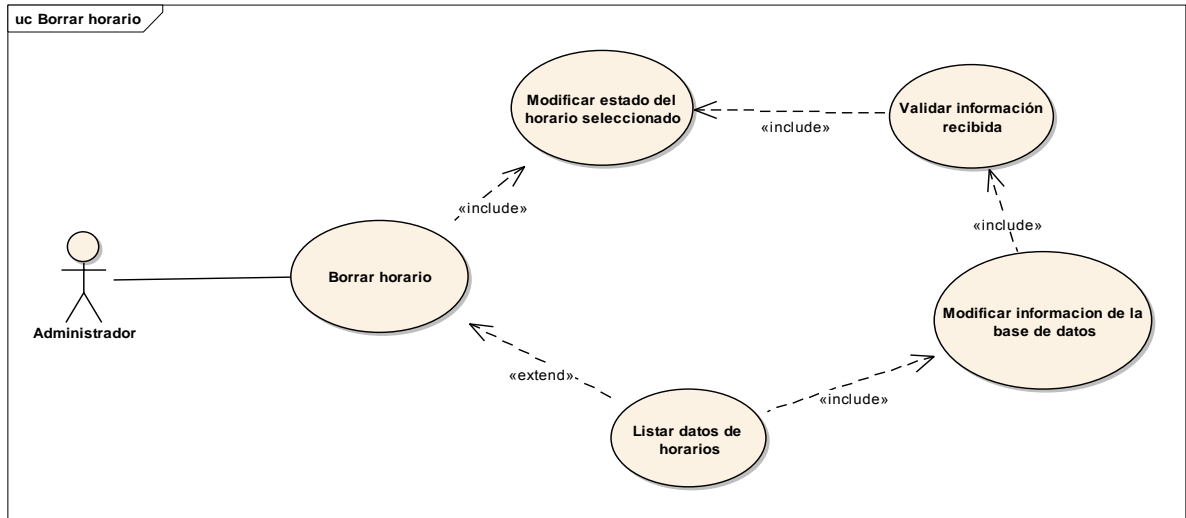 uc Borrar horario
Modificar estado del
horario seleccionado
Validar información
recibida
«include»
«include»
«include»
Borrar horario
Administrador
Modificar informacion de la
base de datos
«extend»
«include»
Listar datos de
horarios